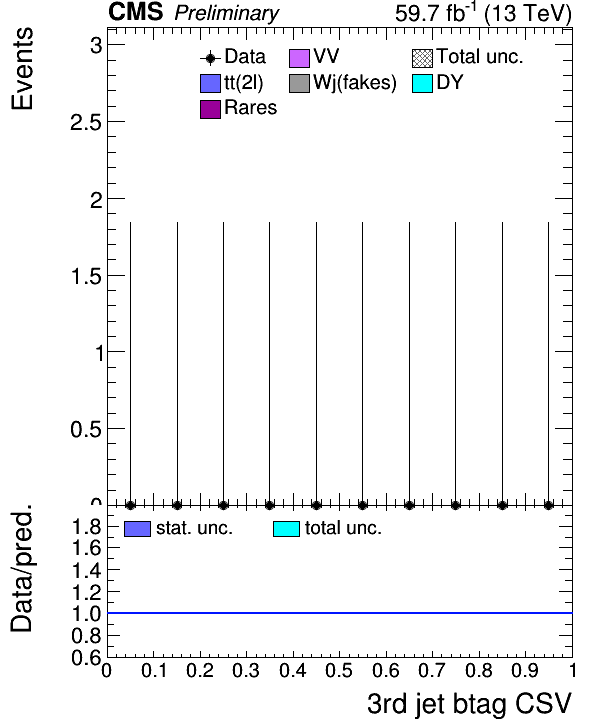 CMS Preliminary 59.7 fb-1 (13 TeV)
Events
3
2.5
2
1.5
1
0.5
0
Data VV Total unc.
tt(2l) Wj(fakes) DY
Rares
Data/pred.
1.8
1.6
1.4
1.2
1.0
0.8
0.6
stat. unc. total unc.
0 0.1 0.2 0.3 0.4 0.5 0.6 0.7 0.8 0.9 1
3rd jet btag CSV